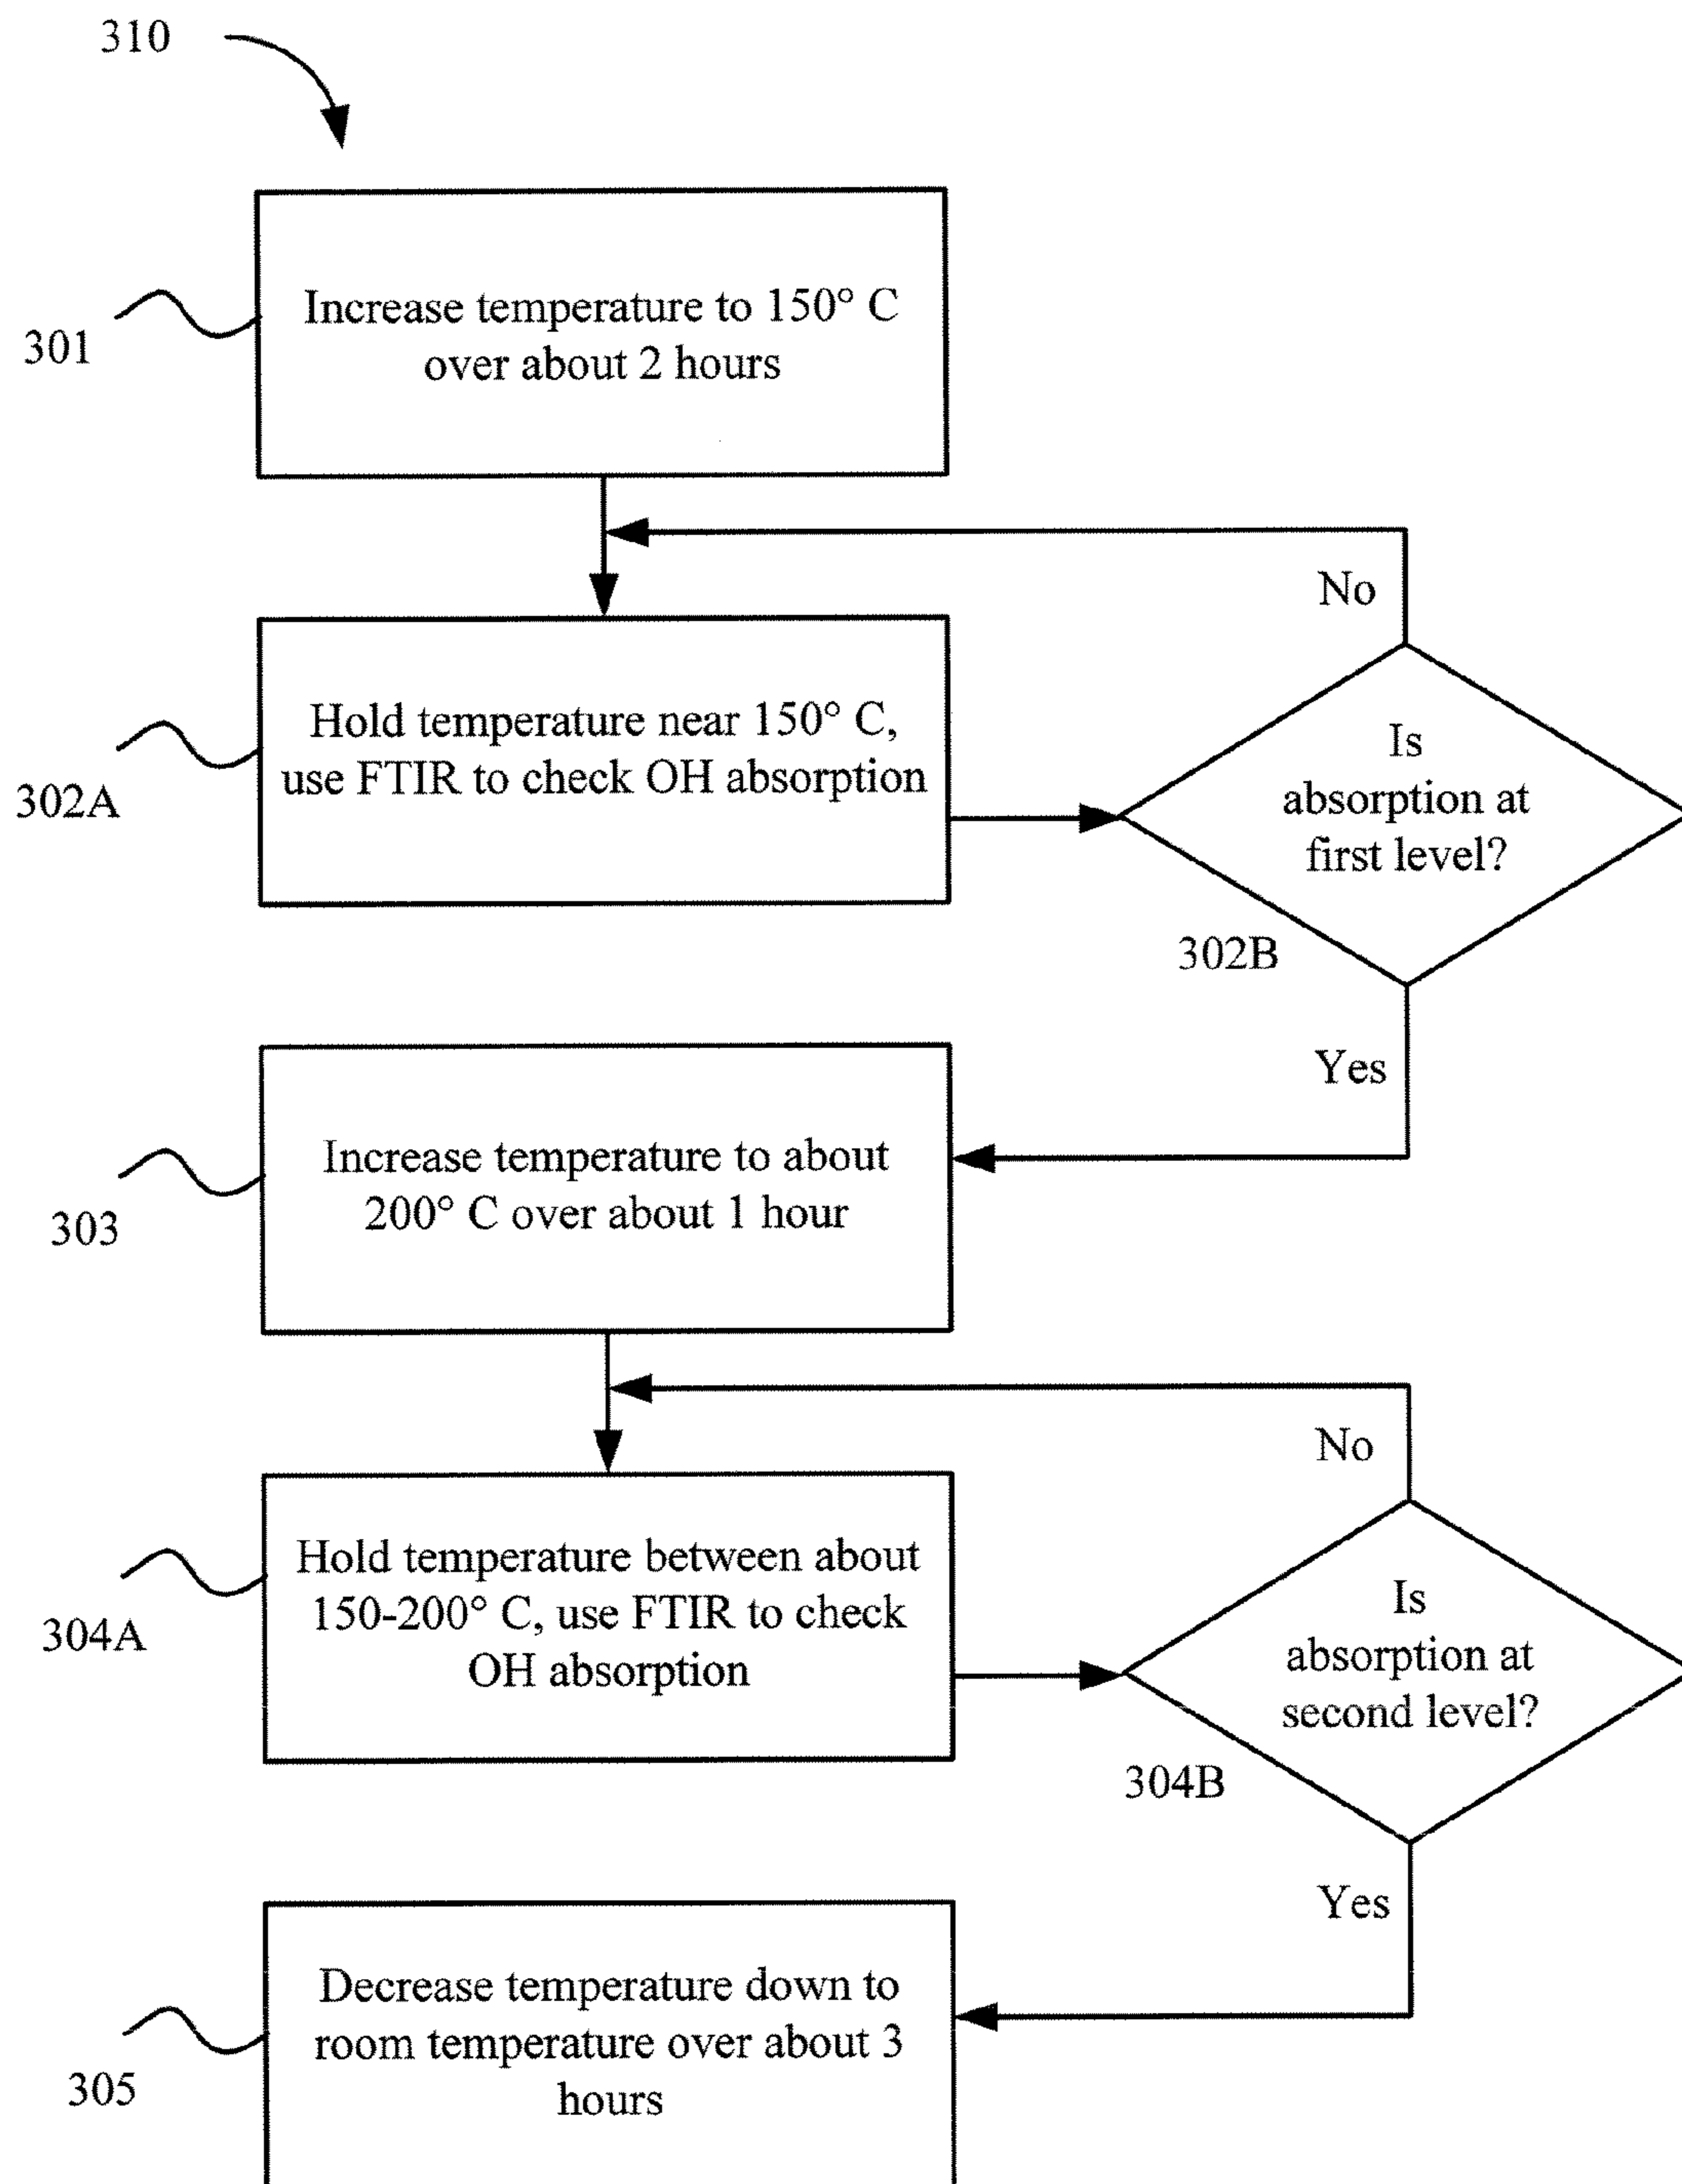 310
Increase temperature to 150° C
over about 2 hours
301
No
Hold temperature near 150° C,
use FTIR to check OH absorption
302A
Is
absorption at
first level?
302B
Yes
Increase temperature to about
200° C over about 1 hour
303
No
Hold temperature between about
150-200° C, use FTIR to check
OH absorption
304A
Is
absorption at
second level?
304B
Yes
Decrease temperature down to
room temperature over about 3
hours
305